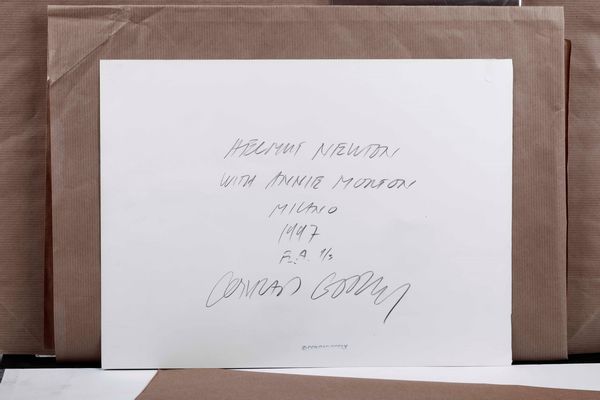 HELMUT NEWTON
WITH ANNIE MORTON
MILANO
1997
P.A. 1/3
CONRAD GODLY